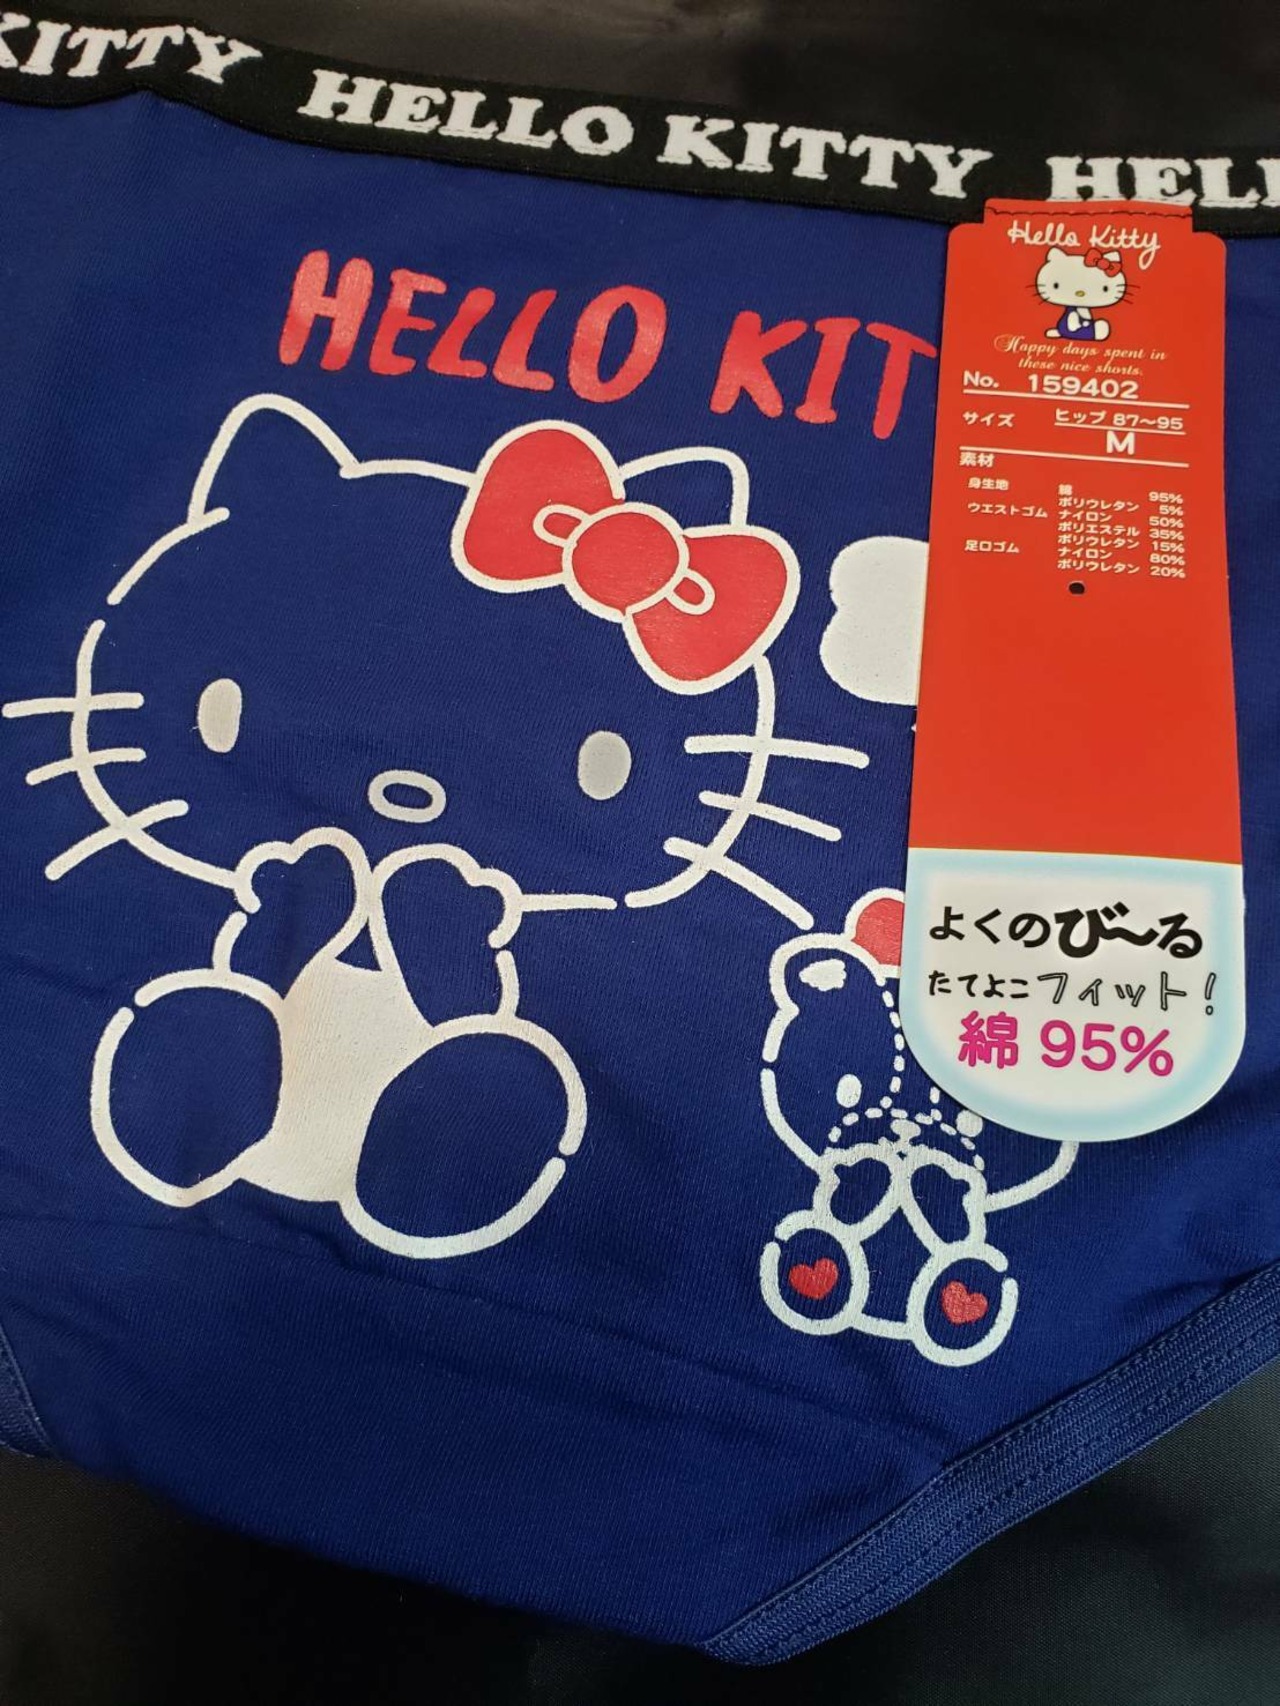 KITTY HELLO KITTY HELL
HELLO KIT
Hello Kitty
Happy days spent in
these nice shorts.
No. 159402
サイズ ヒップ 87～95
M
素材
身生地 綿 95%
ポリウレタン 5%
ウエストゴム ナイロン 50%
ポリエステル 35%
ポリウレタン 15%
足口ゴム ナイロン 80%
ポリウレタン 20%
よくのび〜る
たてよこフィット!
綿 95%